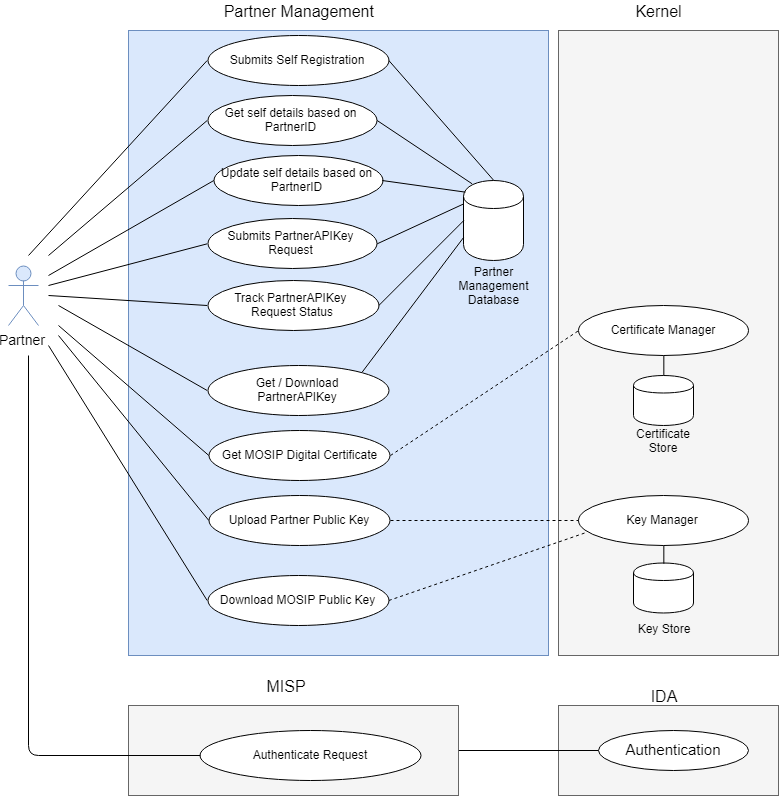 Partner Management
Kernel
Submits Self Registration
Get self details based on
PartnerID
Update self details based on
PartnerID
Submits PartnerAPIKey
Request
Partner
Management
Database
Track PartnerAPIKey
Request Status
Partner
Certificate Manager
Get / Download
PartnerAPIKey
Certificate
Store
Get MOSIP Digital Certificate
Upload Partner Public Key
Key Manager
Download MOSIP Public Key
Key Store
MISP
IDA
Authenticate Request
Authentication